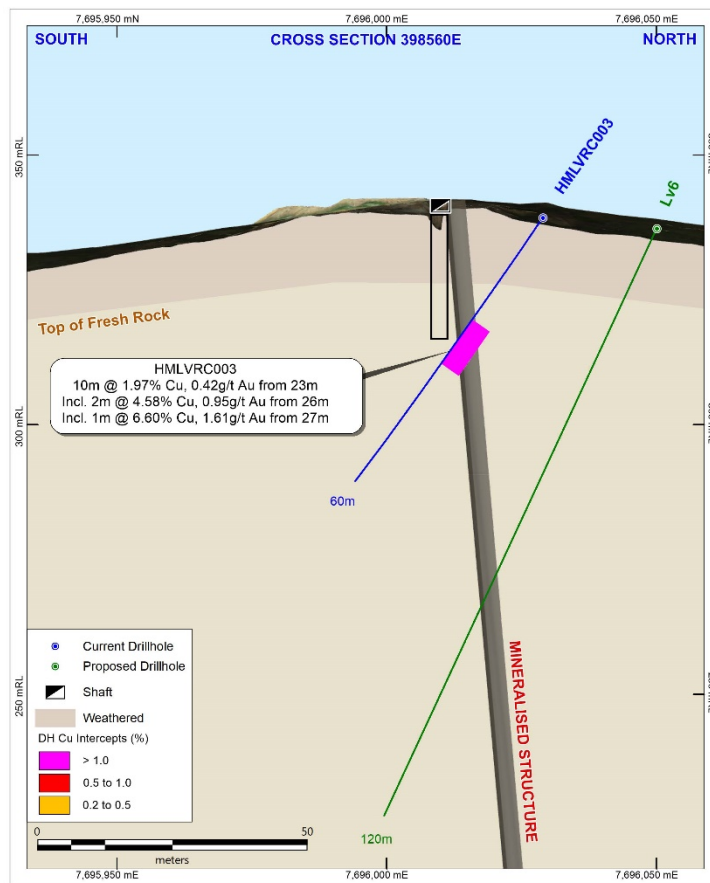 7,695,950 mN
7,696,000 mE
7,696,050 mE
SOUTH
CROSS SECTION 398560E
NORTH
350 mRL
HMLVRC003
Lv6
Top of Fresh Rock
HMLVRC003
10m @ 1.97% Cu, 0.42g/t Au from 23m
Incl. 2m @ 4.58% Cu, 0.95g/t Au from 26m
Incl. 1m @ 6.60% Cu, 1.61g/t Au from 27m
300 mRL
60m
MINERALISED STRUCTURE
250 mRL
120m
Current Drillhole
Proposed Drillhole
Shaft
Weathered
DH Cu Intercepts (%)
> 1.0
0.5 to 1.0
0.2 to 0.5
0
50
meters
7,695,950 mE
7,696,000 mE
7,696,050 mE